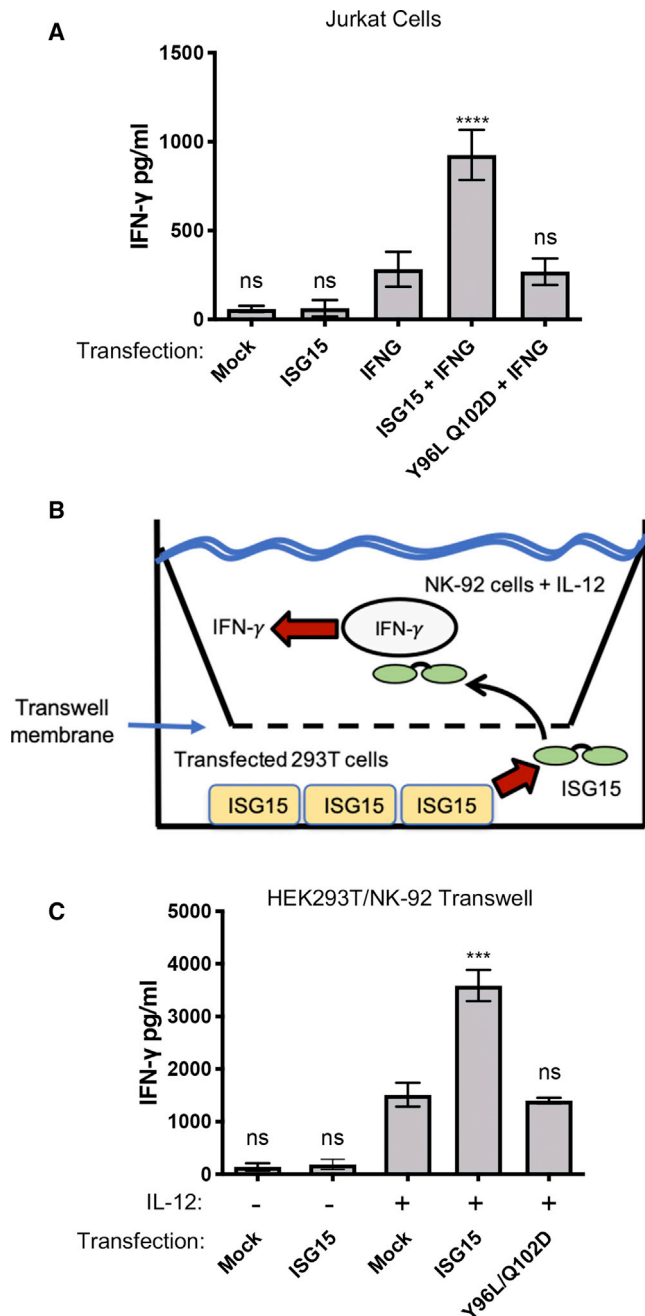 A
Jurkat Cells
IFN-γ pg/ml
1500
1000
500
0
ns
ns
****
ns
Transfection:
Mock
ISG15
IFNG
ISG15 + IFNG
Y96L Q102D + IFNG
B
NK-92 cells + IL-12
IFN-γ
IFN-γ
Transwell
membrane
Transfected 293T cells
ISG15
ISG15 ISG15 ISG15
C
HEK293T/NK-92 Transwell
IFN-γ pg/ml
5000
4000
3000
2000
1000
0
ns
ns
***
ns
IL-12: - - + + +
Transfection:
Mock
ISG15
Mock
ISG15
Y96L/Q102D